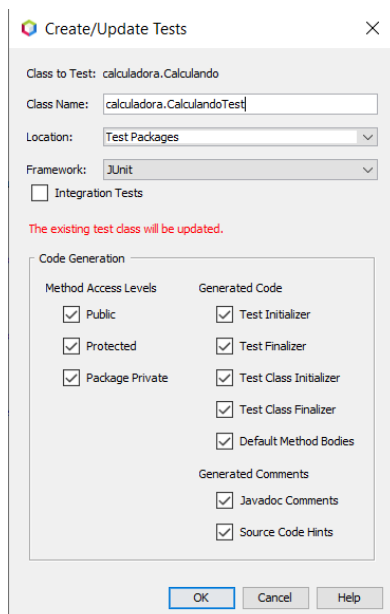 Create/Update Tests
Class to Test: calculadora.Calculando
Class Name: calculadora.CalculandoTest
Location: Test Packages
Framework: JUnit
Integration Tests
The existing test class will be updated.
Code Generation
Method Access Levels
Public
Protected
Package Private
Generated Code
Test Initializer
Test Finalizer
Test Class Initializer
Test Class Finalizer
Default Method Bodies
Generated Comments
Javadoc Comments
Source Code Hints
OK Cancel Help